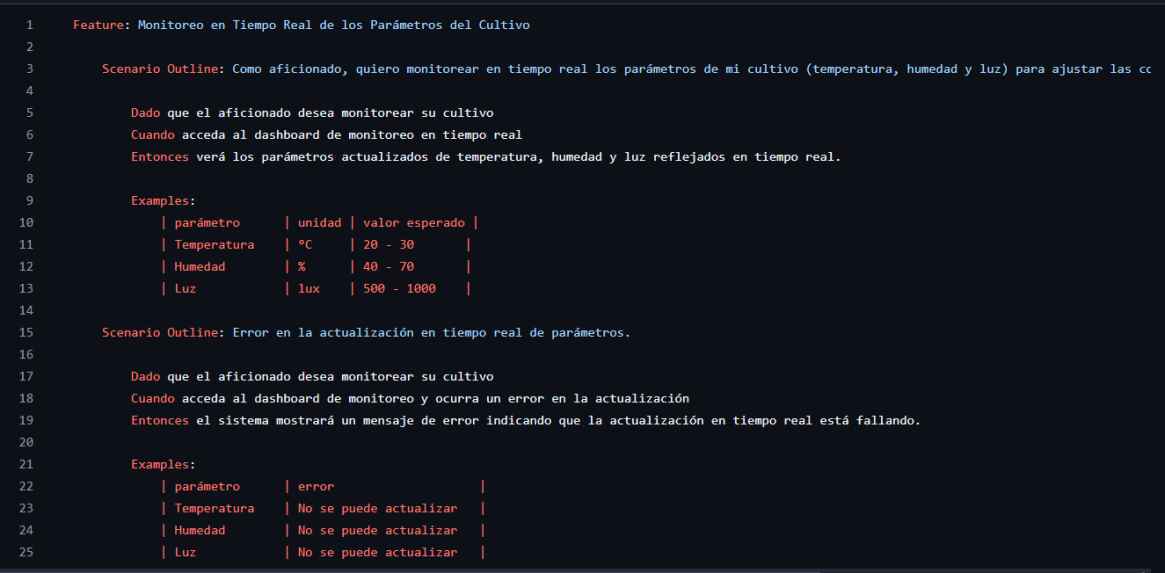 1 Feature: Monitoreo en Tiempo Real de los Parámetros del Cultivo
2
3 Scenario Outline: Como aficionado, quiero monitorear en tiempo real los parámetros de mi cultivo (temperatura, humedad y luz) para ajustar las
4
5 Dado que el aficionado desea monitorear su cultivo
6 Cuando acceda al dashboard de monitoreo en tiempo real
7 Entonces verá los parámetros actualizados de temperatura, humedad y luz reflejados en tiempo real.
8
9 Examples:
10 | parámetro | unidad | valor esperado |
11 | Temperatura | °C | 20 - 30 |
12 | Humedad | % | 40 - 70 |
13 | Luz | lux | 500 - 1000 |
14
15 Scenario Outline: Error en la actualización en tiempo real de parámetros.
16
17 Dado que el aficionado desea monitorear su cultivo
18 Cuando acceda al dashboard de monitoreo y ocurra un error en la actualización
19 Entonces el sistema mostrará un mensaje de error indicando que la actualización en tiempo real está fallando.
20
21 Examples:
22 | parámetro | error |
23 | Temperatura | No se puede actualizar |
24 | Humedad | No se puede actualizar |
25 | Luz | No se puede actualizar |